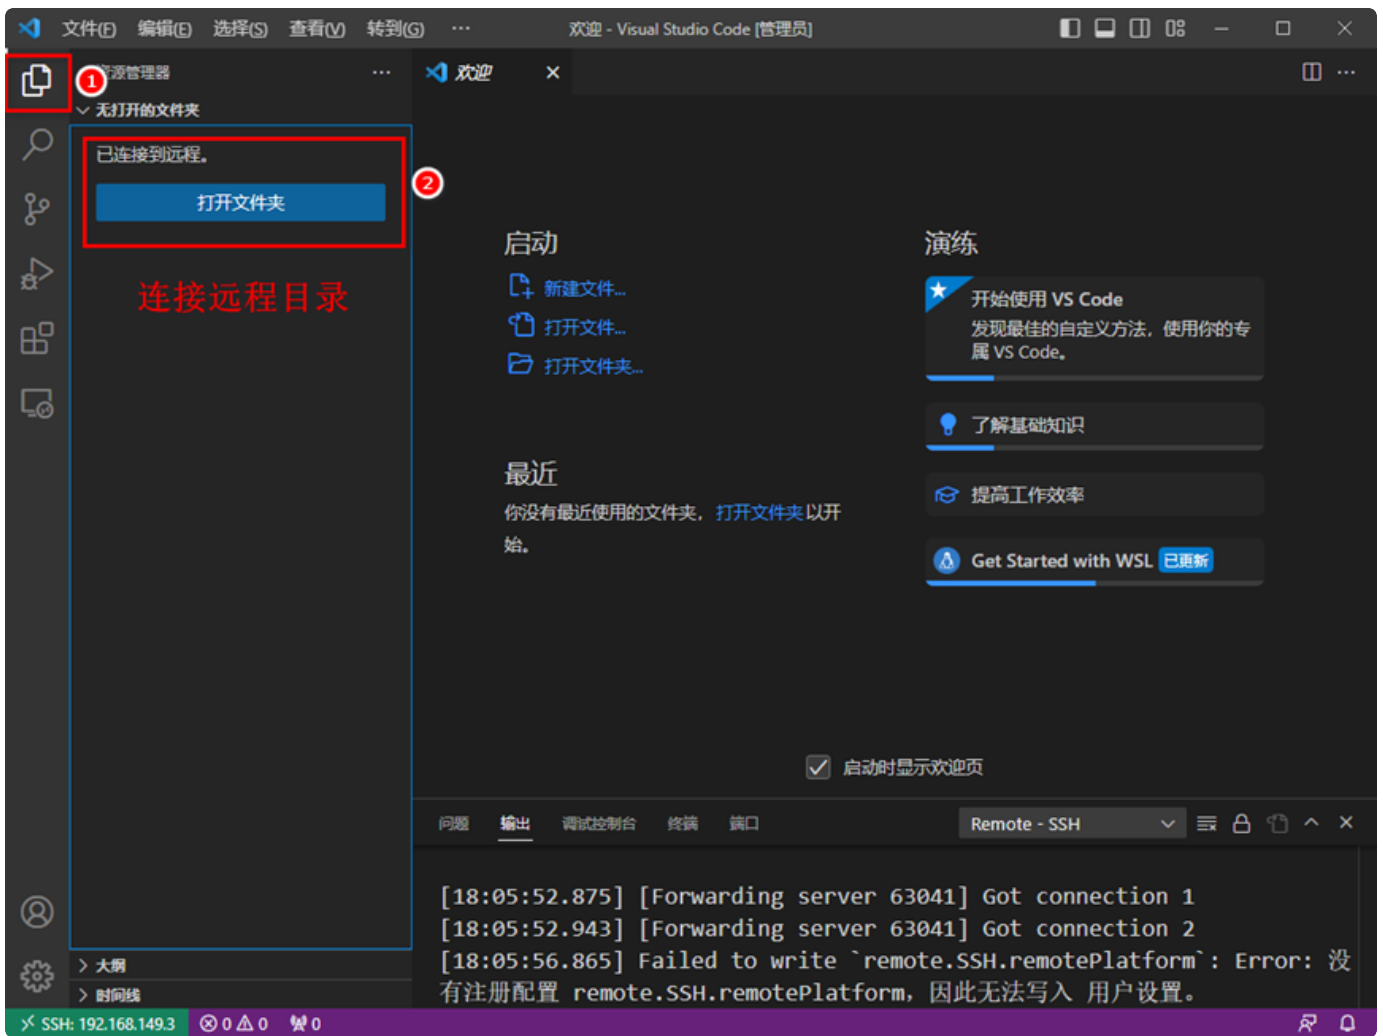 文件(F) 编辑(E) 选择(S) 查看(V) 转到(G) ··· 欢迎 - Visual Studio Code [管理员]
1
源管理器 ···
欢迎
无打开的文件夹
已连接到远程。
打开文件夹
2
连接远程目录
启动
新建文件...
打开文件...
打开文件夹...
最近
你没有最近使用的文件夹，打开文件夹以开
始。
演练
开始使用 VS Code
发现最佳的自定义方法，使用你的专
属 VS Code。
了解基础知识
提高工作效率
Get Started with WSL 已更新
启动时显示欢迎页
问题 输出 调试控制台 终端 端口 Remote - SSH
[18:05:52.875] [Forwarding server 63041] Got connection 1
[18:05:52.943] [Forwarding server 63041] Got connection 2
[18:05:56.865] Failed to write `remote.SSH.remotePlatform`: Error: 没
有注册配置 remote.SSH.remotePlatform，因此无法写入 用户设置。
大纲
时间线
SSH: 192.168.149.3 0 0 0